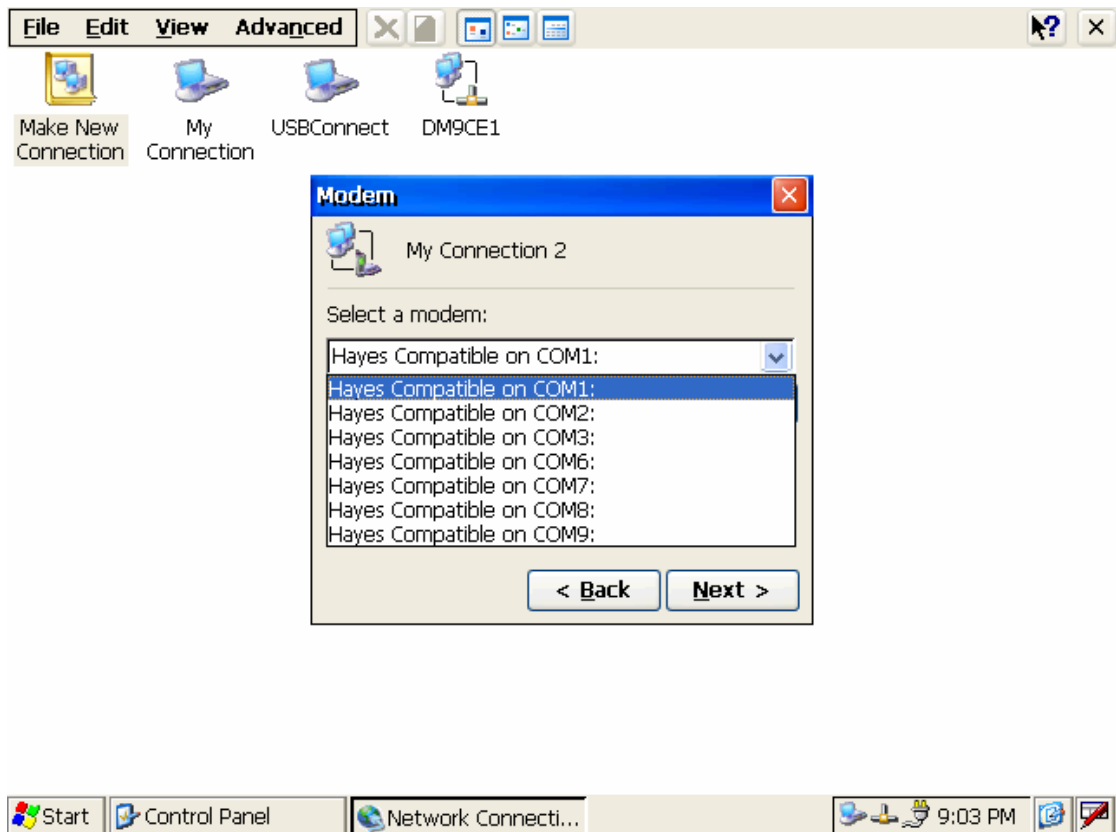 File Edit View Advanced
Make New Connection
My Connection
USBConnect
DM9CE1
Modem
My Connection 2
Select a modem:
Hayes Compatible on COM1:
Hayes Compatible on COM1:
Hayes Compatible on COM2:
Hayes Compatible on COM3:
Hayes Compatible on COM6:
Hayes Compatible on COM7:
Hayes Compatible on COM8:
Hayes Compatible on COM9:
< Back Next >
Start Control Panel Network Connecti... 9:03 PM